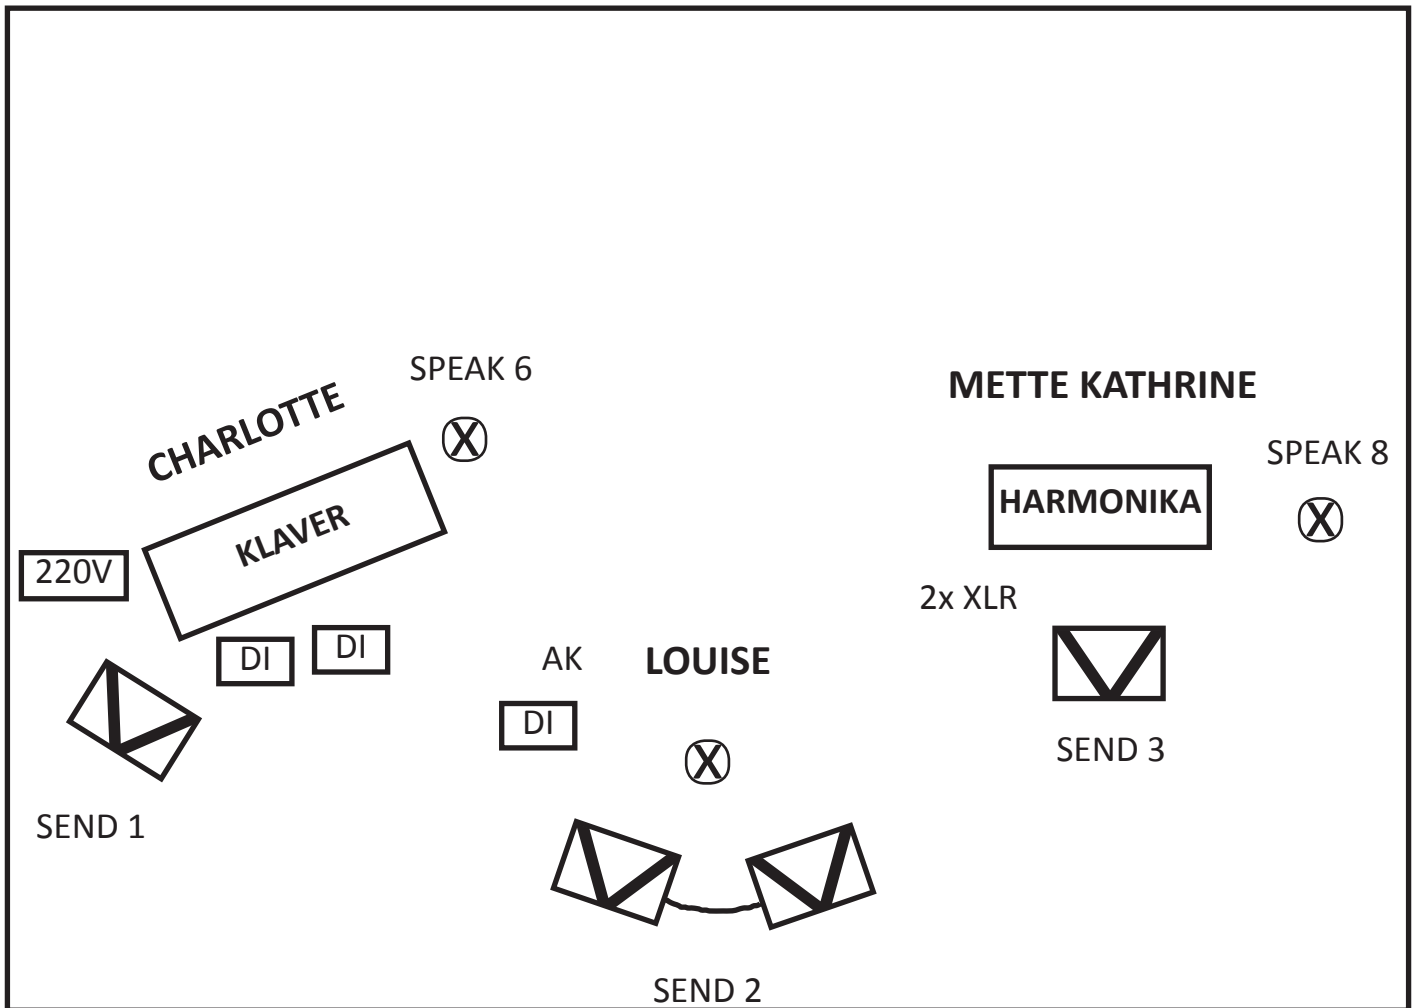 SPEAK 6
METTE KATHRINE
CHARLOTTE
X
SPEAK 8
HARMONIKA
X
KLAVER
220V
2x XLR
DI
DI
AK
LOUISE
DI
X
SEND 3
SEND 1
SEND 2